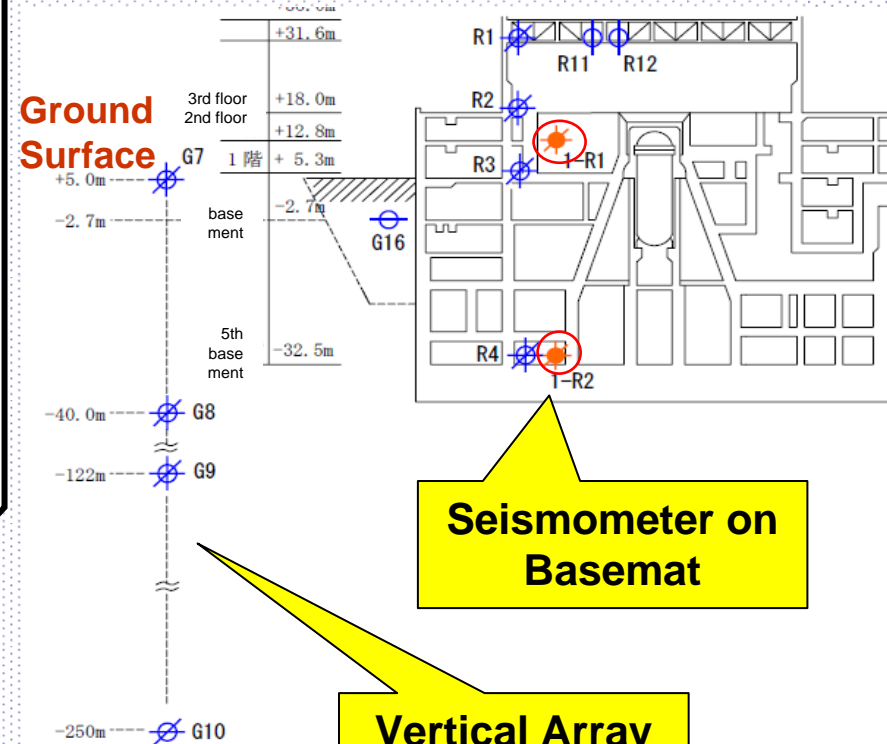 +31.6m
R1
R11
R12
Ground
Surface
3rd floor
2nd floor
+18.0m
+12.8m
1 階
+ 5.3m
R2
1-R1
R3
G7
+5.0m
-2.7m
base
ment
-2.7m
G16
5th
base
ment
-32.5m
R4
1-R2
-40.0m
G8
-122m
G9
Seismometer on
Basemat
Vertical Array
-250m
G10